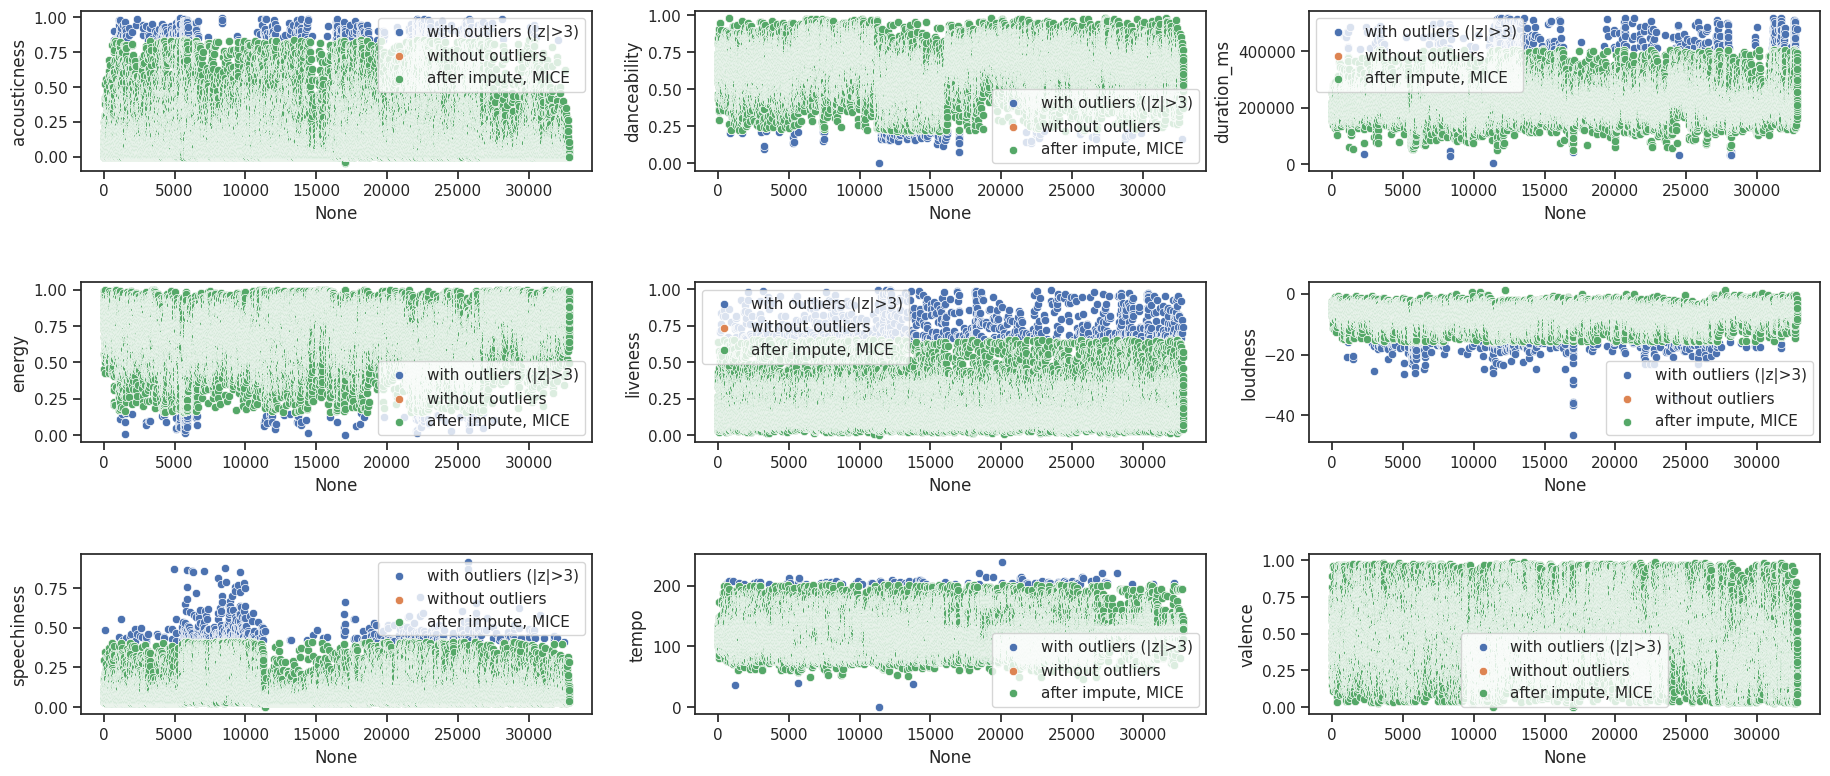 acousticness
1.00
0.75
0.50
0.25
0.00
with outliers (|z|>3)
without outliers
after impute, MICE
0 5000 10000 15000 20000 25000 30000
None
danceability
1.00
0.75
0.50
0.25
0.00
with outliers (|z|>3)
without outliers
after impute, MICE
0 5000 10000 15000 20000 25000 30000
None
duration_ms
400000
200000
0
with outliers (|z|>3)
without outliers
after impute, MICE
0 5000 10000 15000 20000 25000 30000
None
energy
1.00
0.75
0.50
0.25
0.00
with outliers (|z|>3)
without outliers
after impute, MICE
0 5000 10000 15000 20000 25000 30000
None
liveness
1.00
0.75
0.50
0.25
0.00
with outliers (|z|>3)
without outliers
after impute, MICE
0 5000 10000 15000 20000 25000 30000
None
loudness
0
−20
−40
with outliers (|z|>3)
without outliers
after impute, MICE
0 5000 10000 15000 20000 25000 30000
None
speechiness
0.75
0.50
0.25
0.00
with outliers (|z|>3)
without outliers
after impute, MICE
0 5000 10000 15000 20000 25000 30000
None
tempo
200
100
0
with outliers (|z|>3)
without outliers
after impute, MICE
0 5000 10000 15000 20000 25000 30000
None
valence
1.00
0.75
0.50
0.25
0.00
with outliers (|z|>3)
without outliers
after impute, MICE
0 5000 10000 15000 20000 25000 30000
None